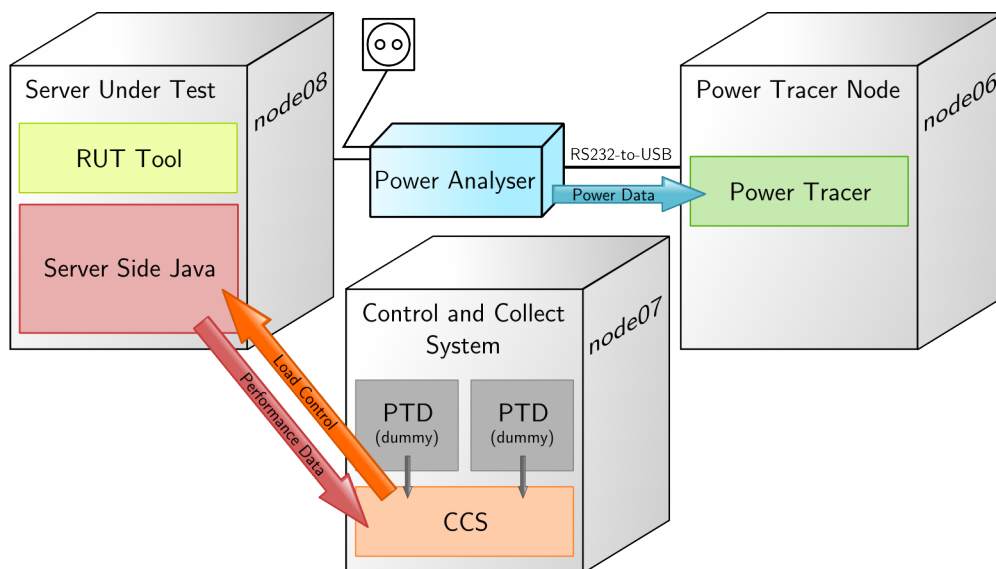 Server Under Test
node08
RUT Tool
Server Side Java
Power Analyser
RS232-to-USB
Power Data
Power Tracer Node
node06
Power Tracer
Control and Collect
System
node07
Load Control
Performance Data
PTD
(dummy)
PTD
(dummy)
CCS